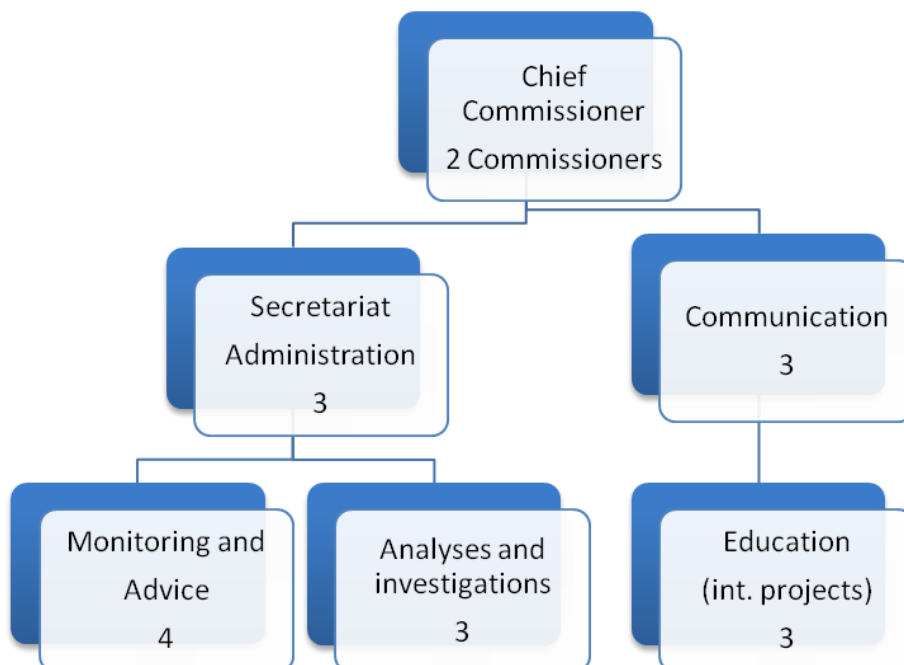 Chief
Commissioner
2 Commissioners
Secretariat
Administration
3
Communication
3
Monitoring and
Advice
4
Analyses and
investigations
3
Education
(int. projects)
3